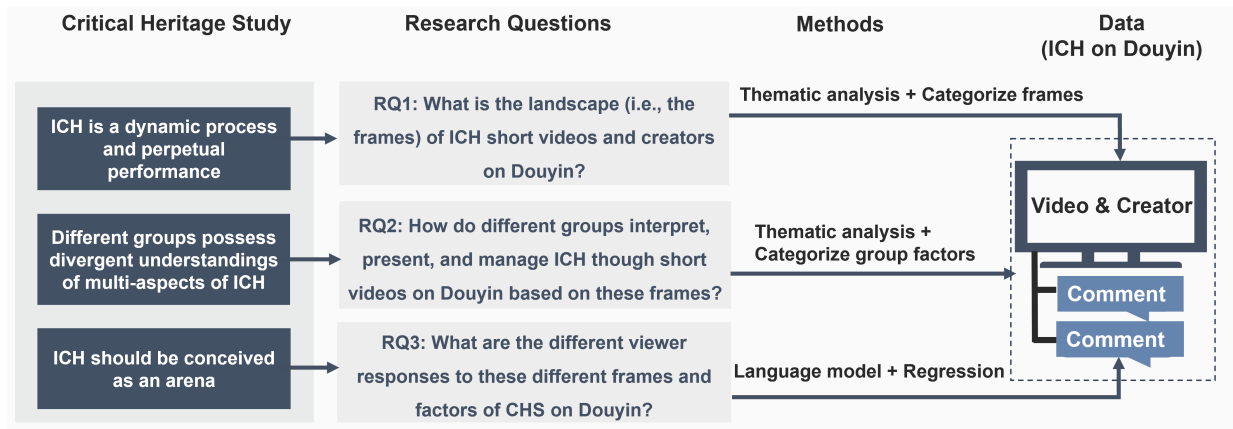 Critical Heritage Study
Research Questions
Methods
Data
(ICH on Douyin)
ICH is a dynamic process
and perpetual
performance
RQ1: What is the landscape (i.e., the
frames) of ICH short videos and creators
on Douyin?
Thematic analysis + Categorize frames
Different groups possess
divergent understandings
of multi-aspects of ICH
RQ2: How do different groups interpret,
present, and manage ICH though short
videos on Douyin based on these frames?
Thematic analysis +
Categorize group factors
ICH should be conceived
as an arena
RQ3: What are the different viewer
responses to these different frames and
factors of CHS on Douyin?
Language model + Regression
Video & Creator
Comment
Comment